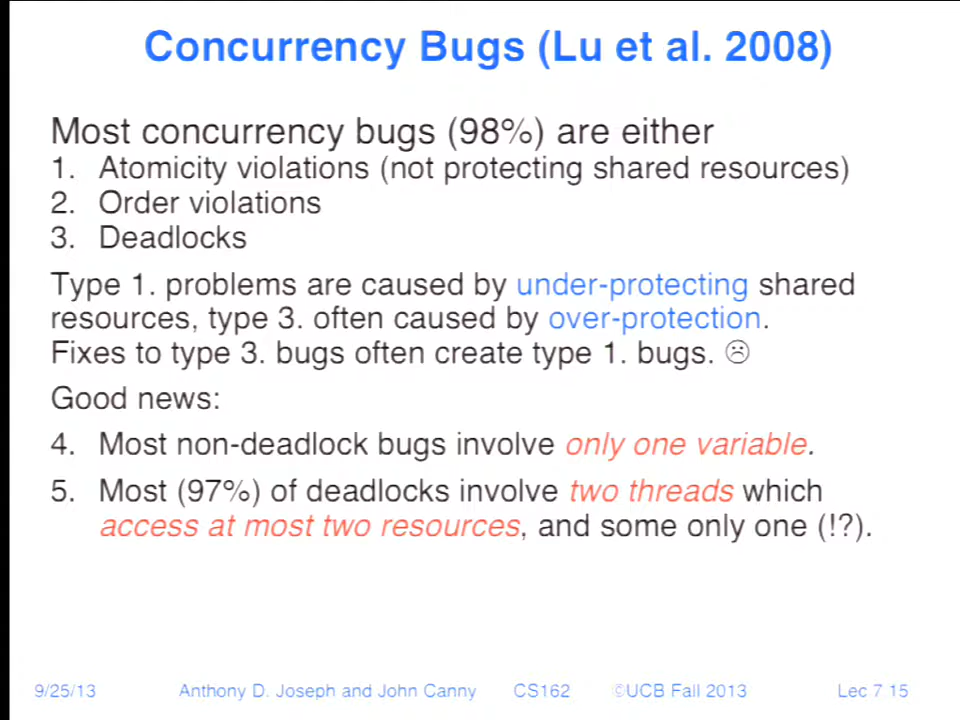 Concurrency Bugs (Lu et al. 2008)
Most concurrency bugs (98%) are either
1. Atomicity violations (not protecting shared resources)
2. Order violations
3. Deadlocks
Type 1. problems are caused by under-protecting shared
resources, type 3. often caused by over-protection.
Fixes to type 3. bugs often create type 1. bugs. ☹
Good news:
4. Most non-deadlock bugs involve only one variable.
5. Most (97%) of deadlocks involve two threads which
access at most two resources, and some only one (!?).
9/25/13 Anthony D. Joseph and John Canny CS162 ©UCB Fall 2013 Lec 7 15